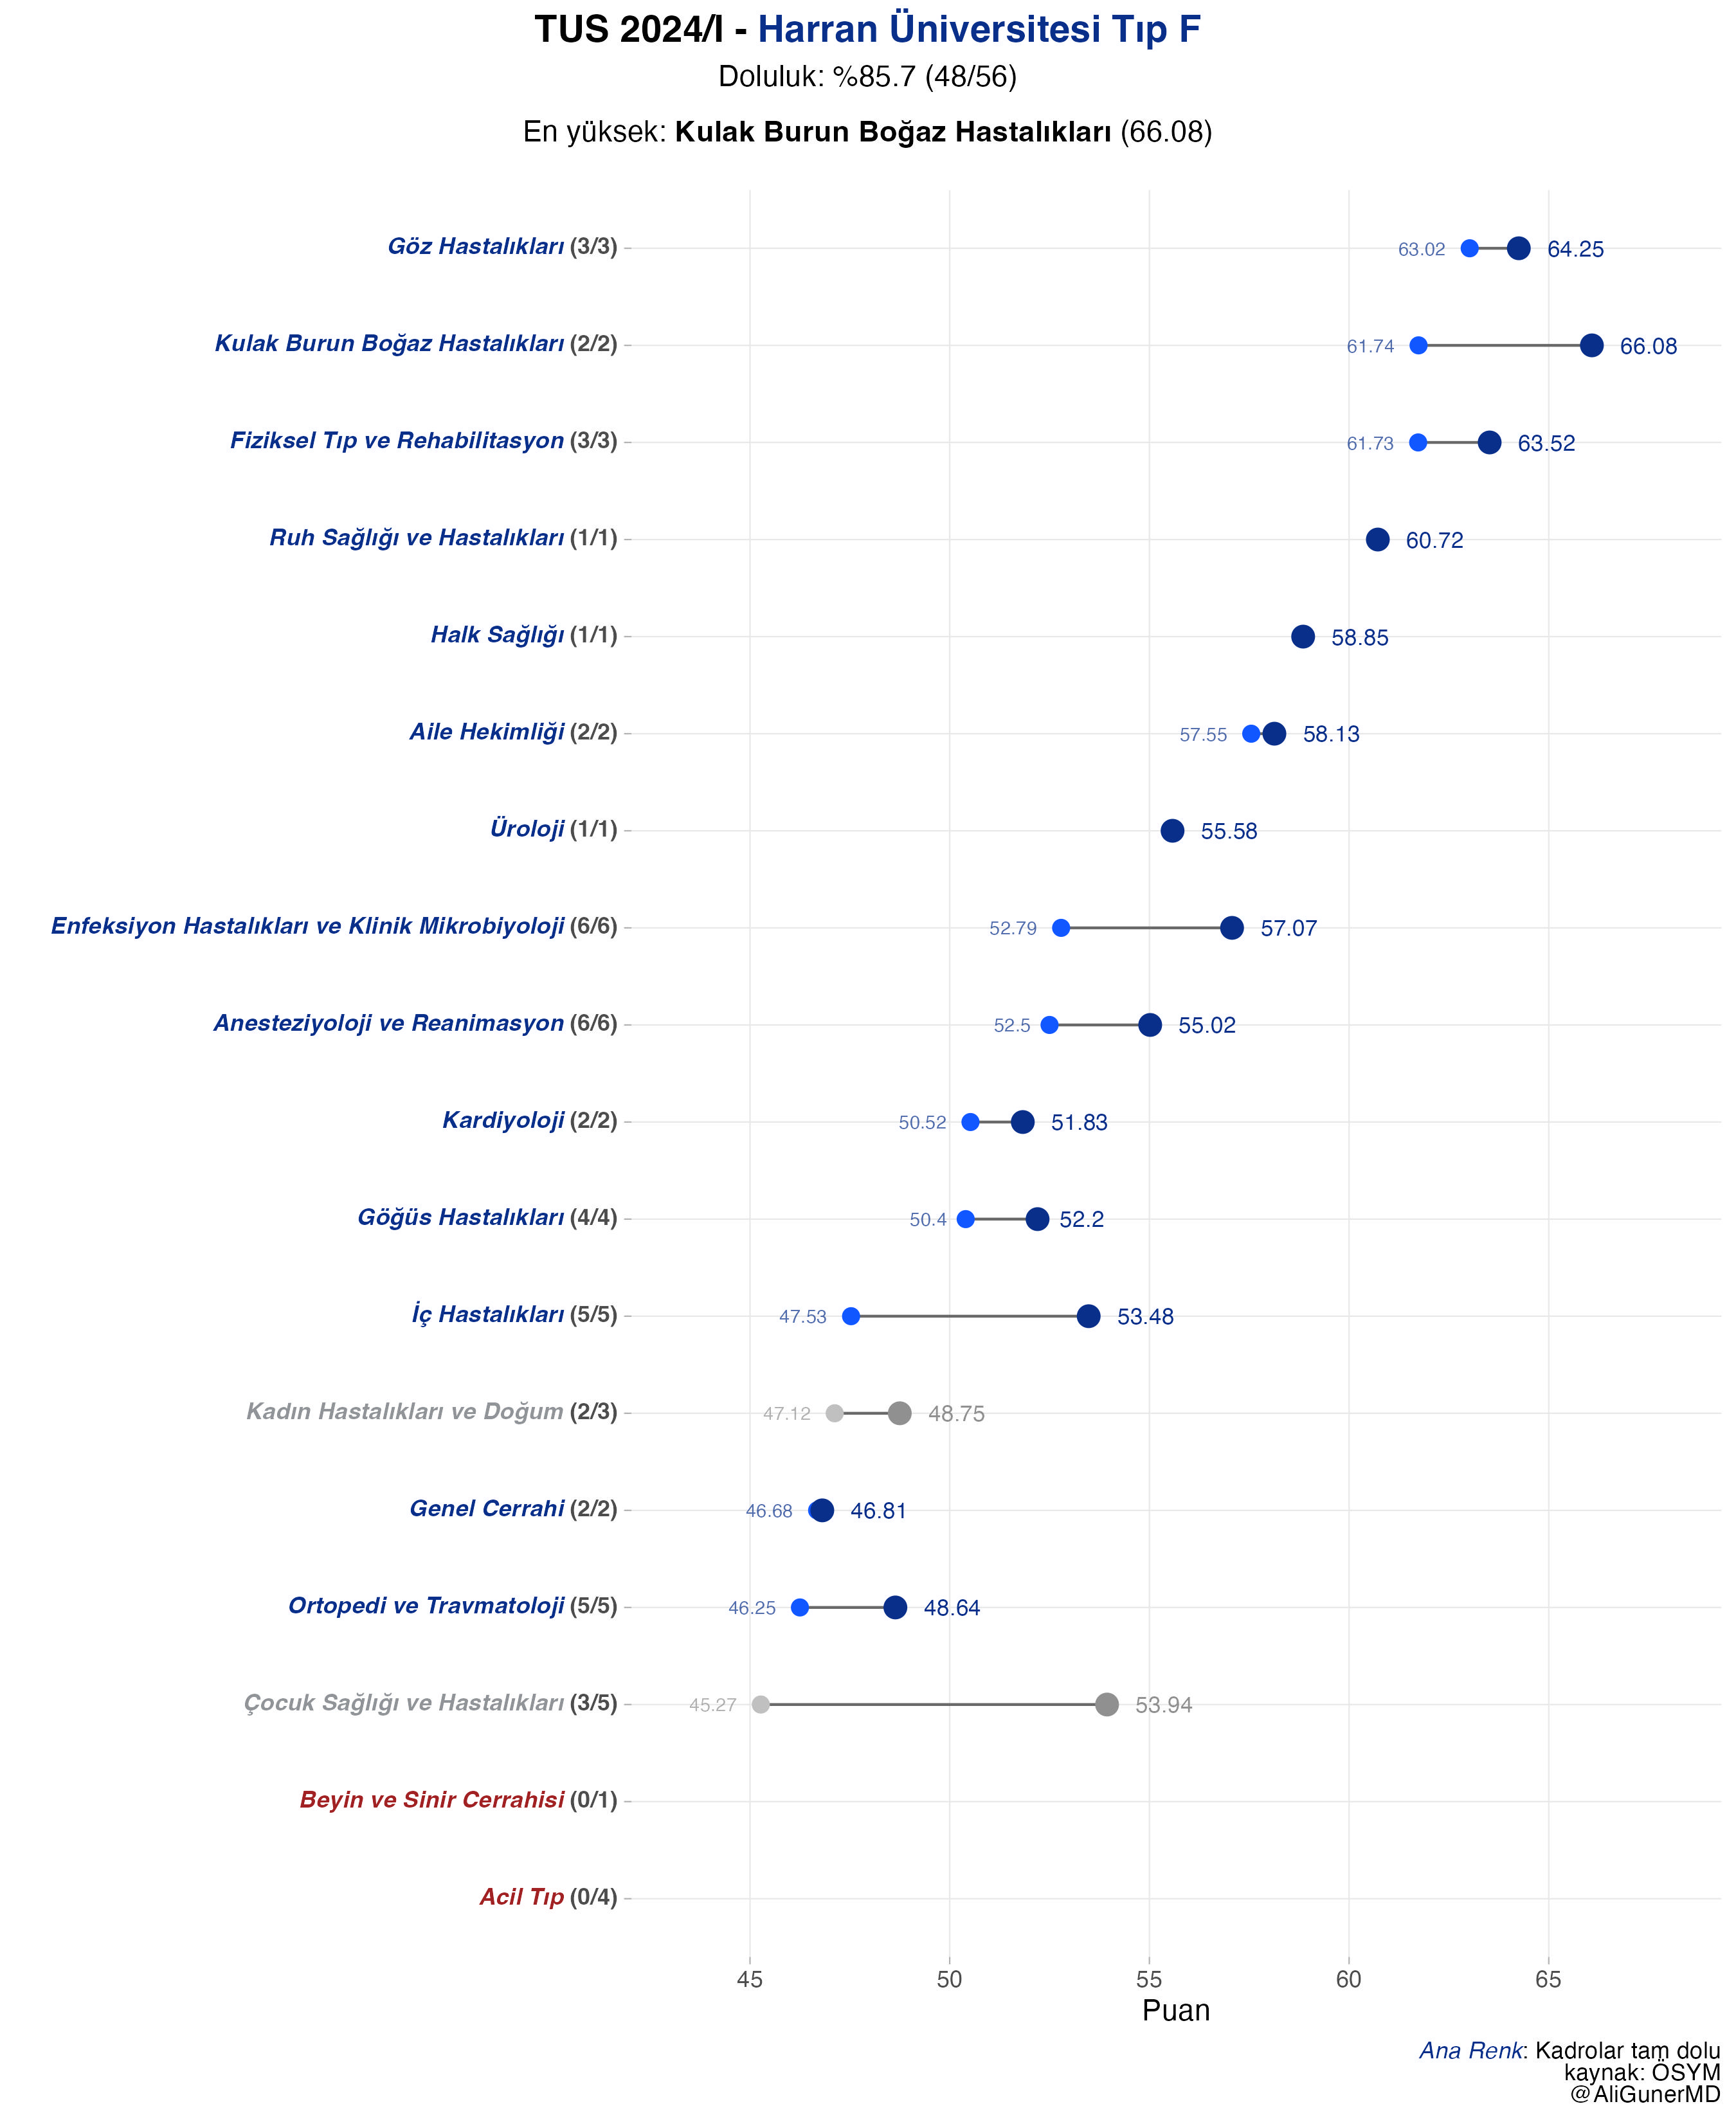 TUS 2024/I - Harran Üniversitesi Tıp F
Doluluk: %85.7 (48/56)
En yüksek: Kulak Burun Boğaz Hastalıkları (66.08)
Göz Hastalıkları (3/3) 63.02 64.25
Kulak Burun Boğaz Hastalıkları (2/2) 61.74 66.08
Fiziksel Tıp ve Rehabilitasyon (3/3) 61.73 63.52
Ruh Sağlığı ve Hastalıkları (1/1) 60.72
Halk Sağlığı (1/1) 58.85
Aile Hekimliği (2/2) 57.55 58.13
Üroloji (1/1) 55.58
Enfeksiyon Hastalıkları ve Klinik Mikrobiyoloji (6/6) 52.79 57.07
Anesteziyoloji ve Reanimasyon (6/6) 52.5 55.02
Kardiyoloji (2/2) 50.52 51.83
Göğüs Hastalıkları (4/4) 50.4 52.2
İç Hastalıkları (5/5) 47.53 53.48
Kadın Hastalıkları ve Doğum (2/3) 47.12 48.75
Genel Cerrahi (2/2) 46.68 46.81
Ortopedi ve Travmatoloji (5/5) 46.25 48.64
Çocuk Sağlığı ve Hastalıkları (3/5) 45.27 53.94
Beyin ve Sinir Cerrahisi (0/1)
Acil Tıp (0/4)
45 50 55 60 65
Puan
Ana Renk: Kadrolar tam dolu
kaynak: ÖSYM
@AliGunerMD